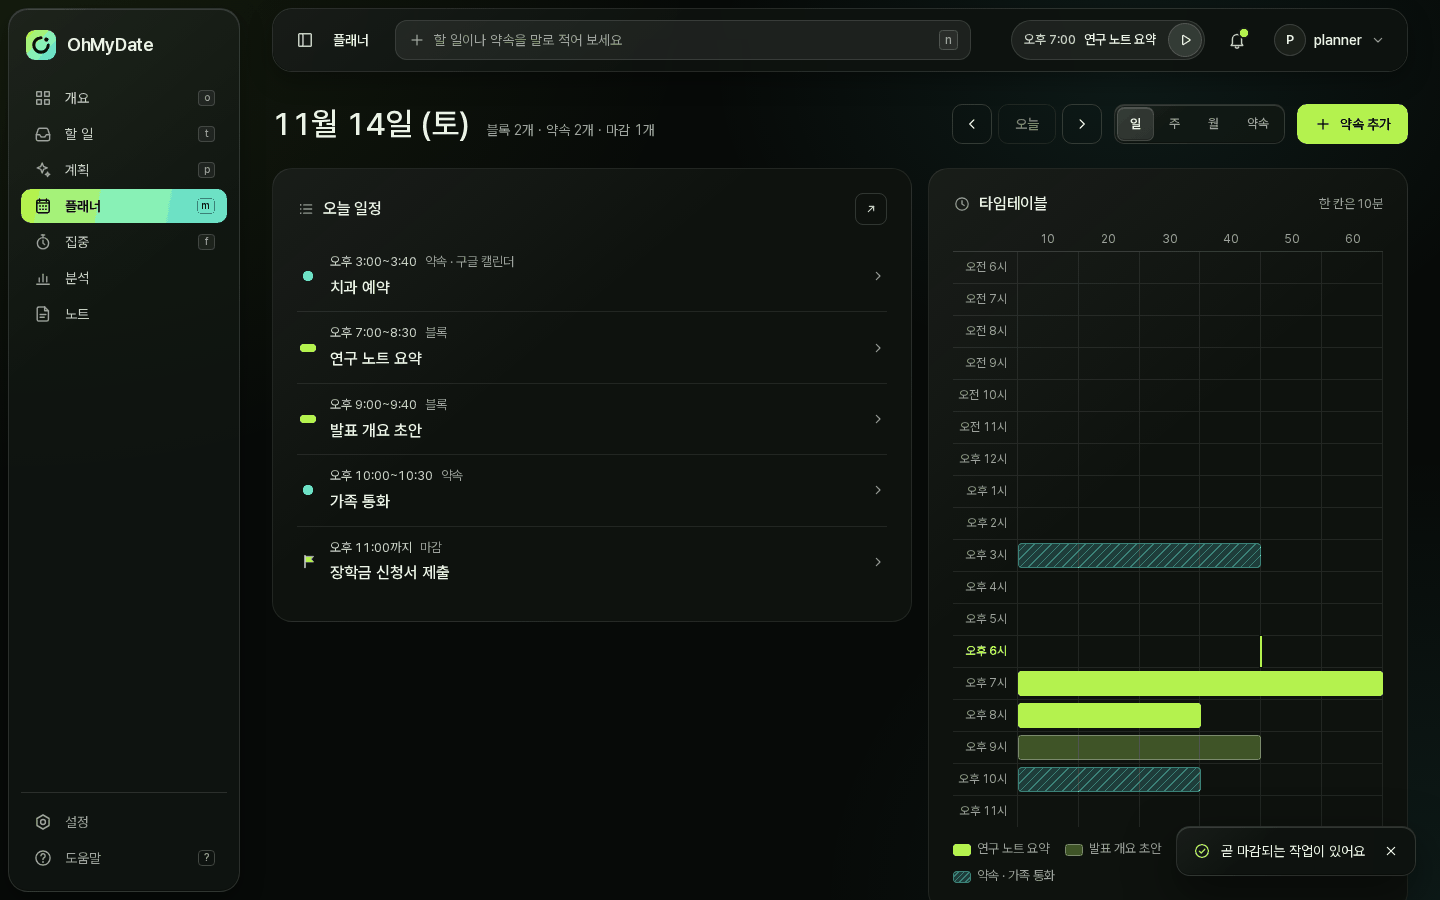 OhMyDate
개요 o
할 일 t
계획 p
플래너 m
집중 f
분석
노트
설정
도움말 ?
플래너
할 일이나 약속을 말로 적어 보세요 n
오후 7:00 연구 노트 요약
P planner
11월 14일 (토)
블록 2개 · 약속 2개 · 마감 1개
오늘
일 주 월 약속
약속 추가
오늘 일정
오후 3:00~3:40 약속 · 구글 캘린더
치과 예약
오후 7:00~8:30 블록
연구 노트 요약
오후 9:00~9:40 블록
발표 개요 초안
오후 10:00~10:30 약속
가족 통화
오후 11:00까지 마감
장학금 신청서 제출
타임테이블
한 칸은 10분
10 20 30 40 50 60
오전 6시
오전 7시
오전 8시
오전 9시
오전 10시
오전 11시
오후 12시
오후 1시
오후 2시
오후 3시
오후 4시
오후 5시
오후 6시
오후 7시
오후 8시
오후 9시
오후 10시
오후 11시
연구 노트 요약 발표 개요 초안
약속 · 가족 통화
곧 마감되는 작업이 있어요